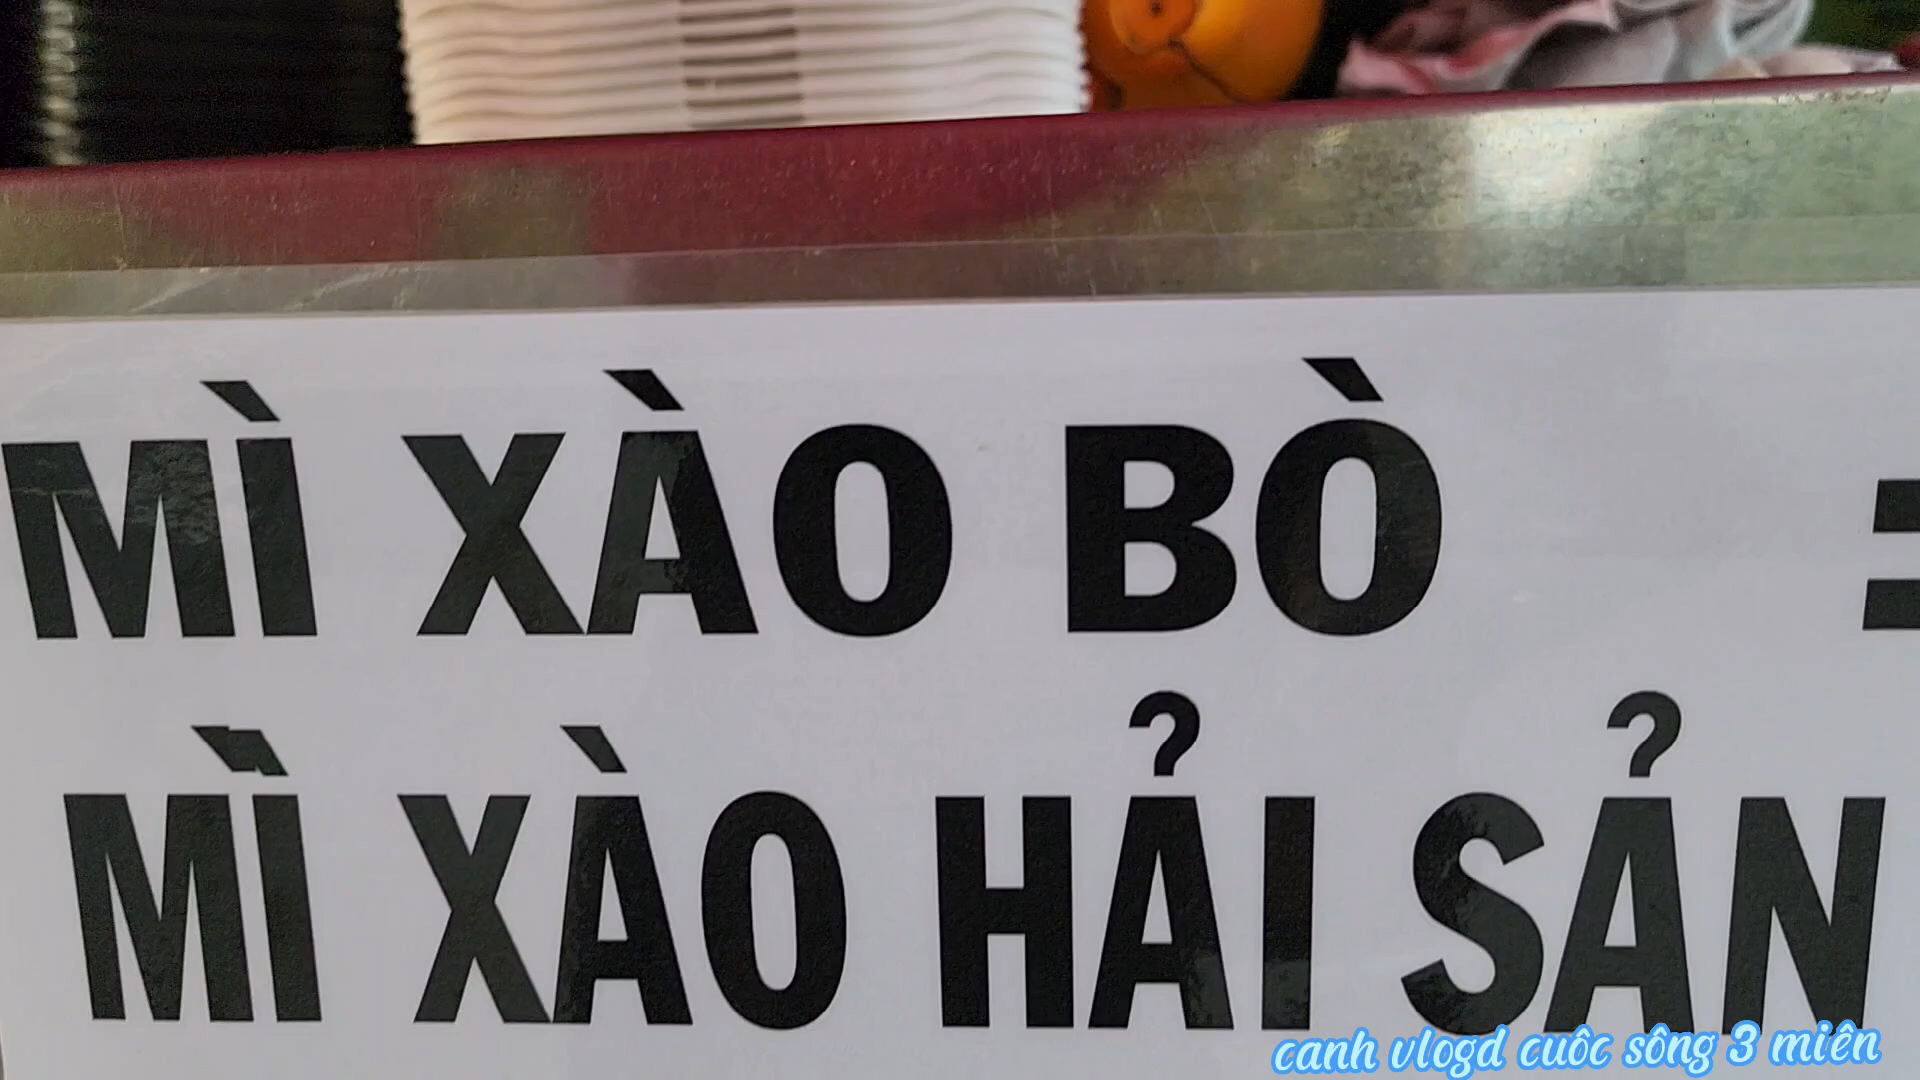 MÌ XÀO BÒ =
MÌ XÀO HẢI SẢN
canh vlogd cuôc sông 3 miên